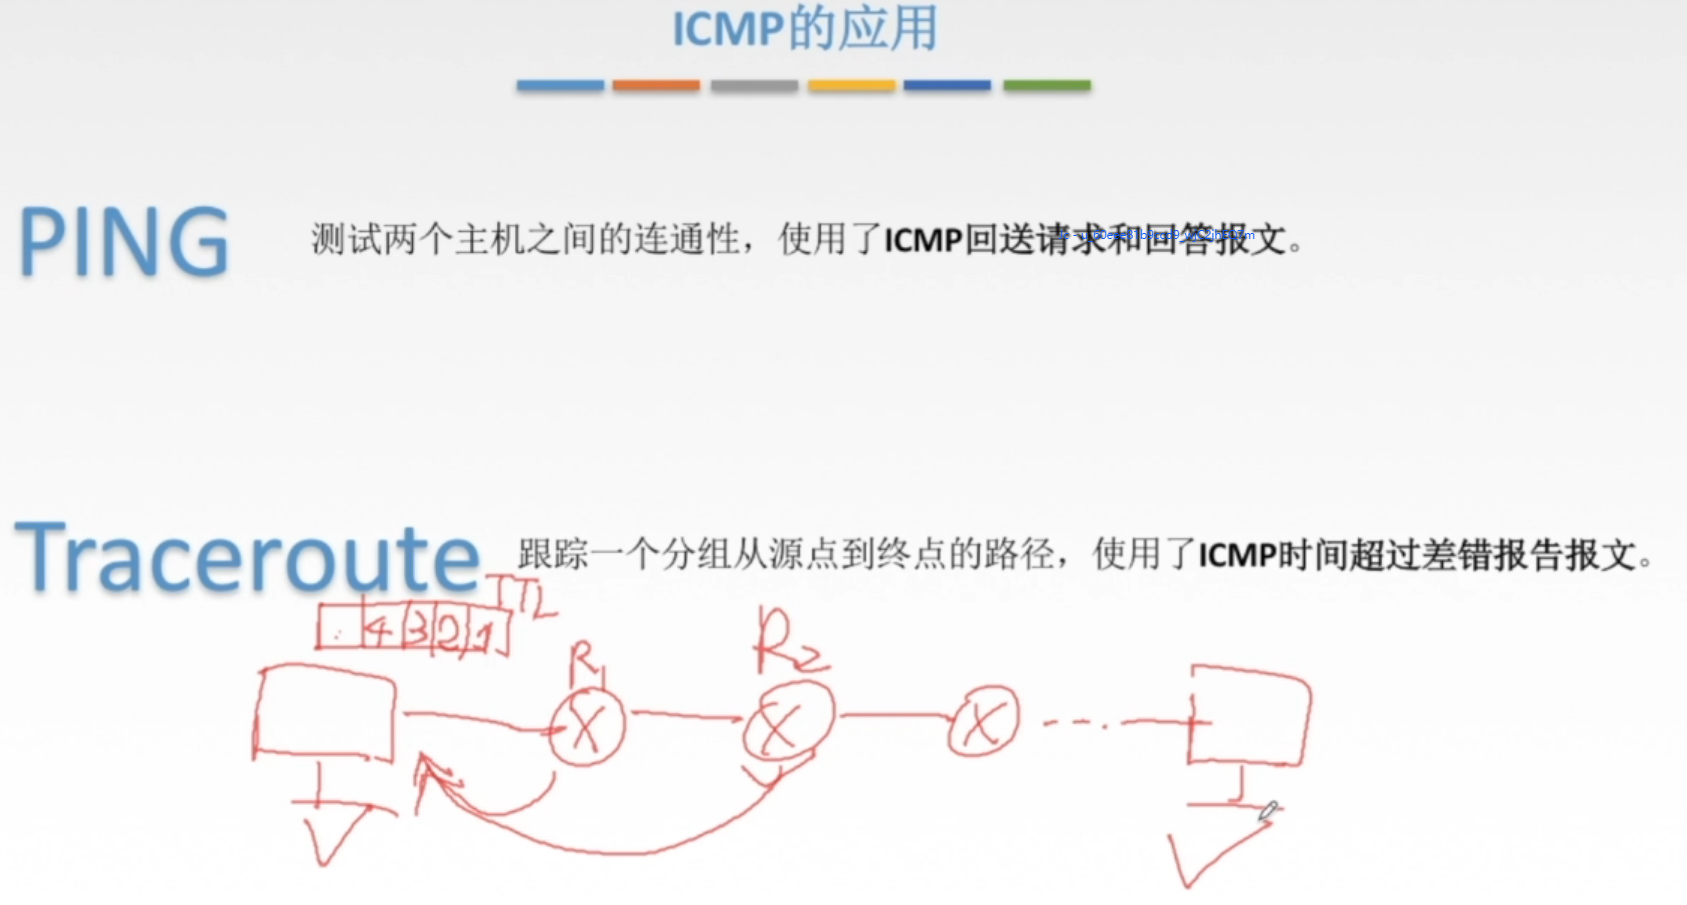 ICMP的应用
PING
测试两个主机之间的连通性，使用了ICMP回送请求和回答报文。
Traceroute
跟踪一个分组从源点到终点的路径，使用了ICMP时间超过差错报告报文。
TTL
4 3 2 1
R1
R2